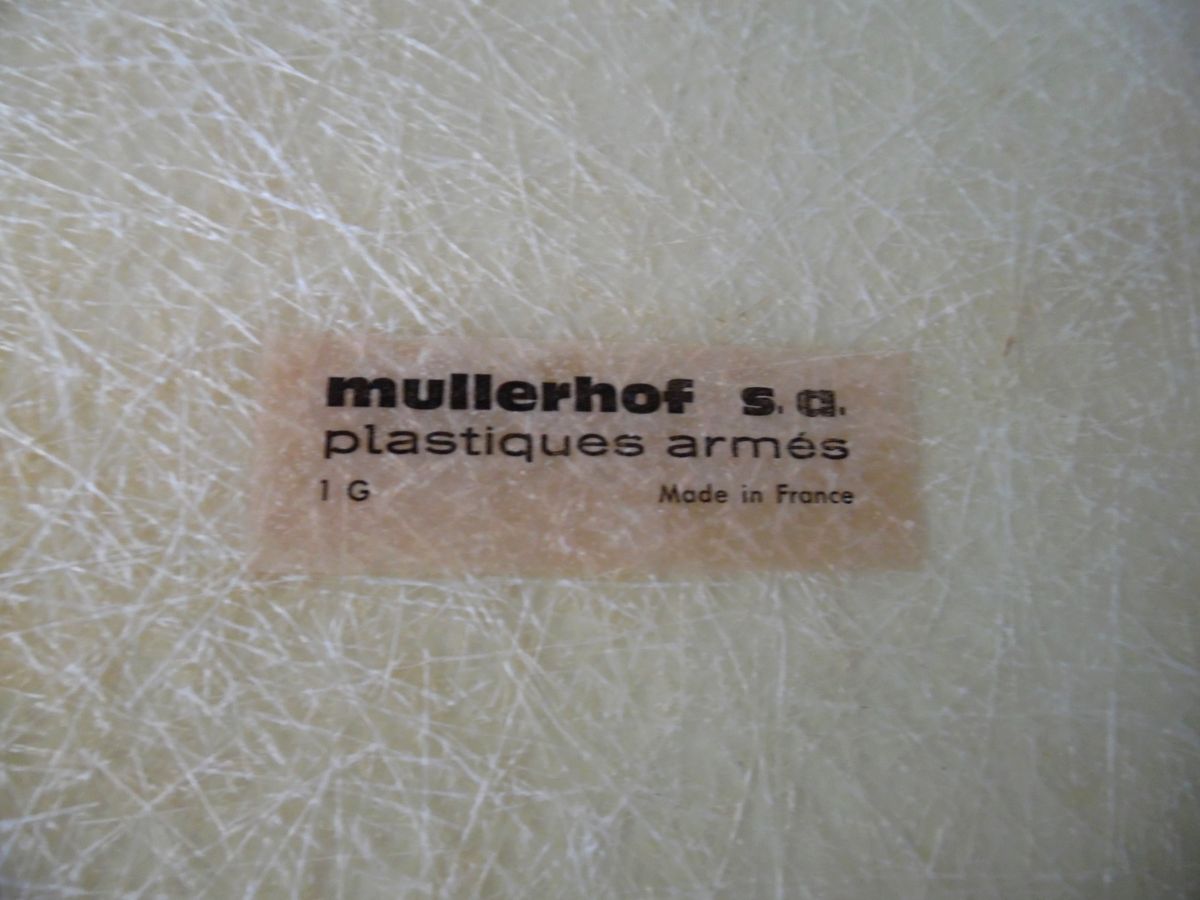 mullerhof s.a.
plastiques armés
1 G Made in France